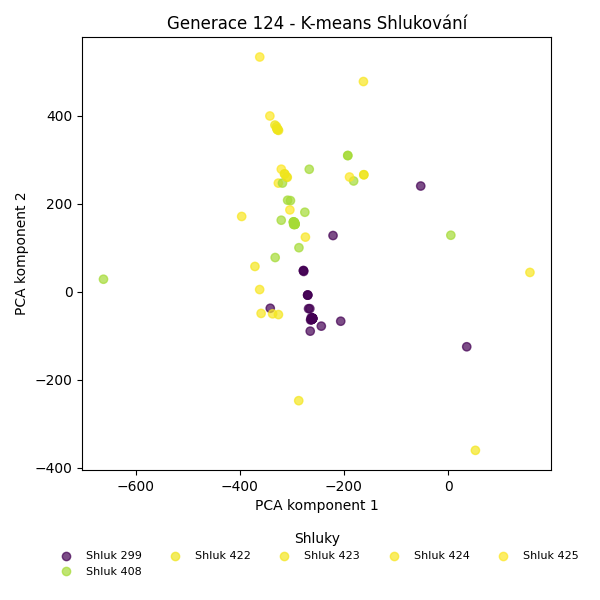 Generace 124 - K-means Shlukování
400
200
0
−200
−400
PCA komponent 2
−600 −400 −200 0
PCA komponent 1
Shluky
Shluk 299 Shluk 422 Shluk 423 Shluk 424 Shluk 425
Shluk 408